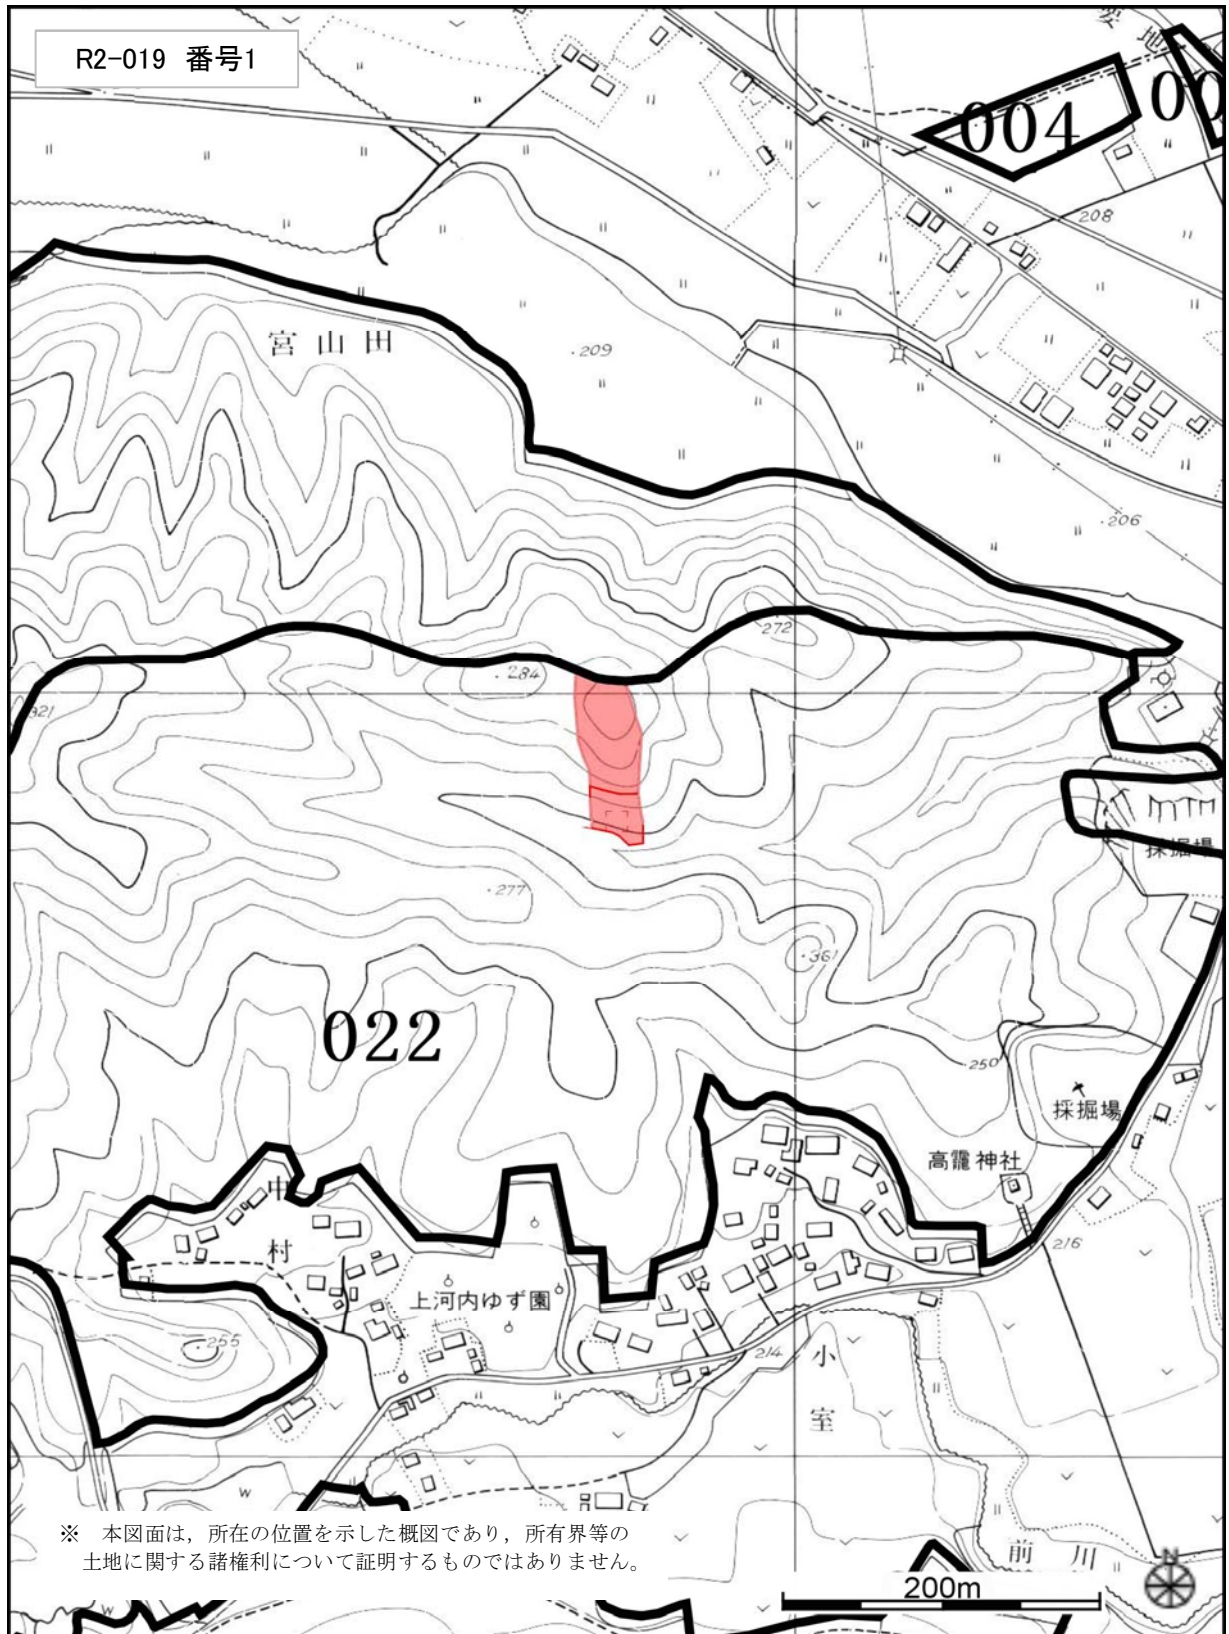 R2-019 番号1
004
00
208
宮山田
209
206
272
284
321
採掘場
277
361
022
250
採掘場
高龗神社
中村
216
上河内ゆず園
255
214
小室
W
※ 本図面は，所在の位置を示した概図であり，所有界等の
土地に関する諸権利について証明するものではありません。
前川
N
200m
W